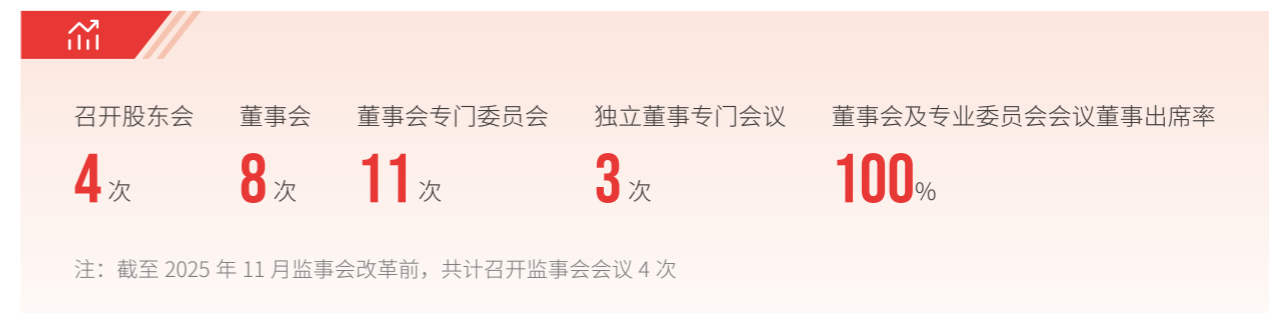 召开股东会 董事会 董事会专门委员会 独立董事专门会议 董事会及专业委员会会议董事出席率
4 次 8 次 11 次 3 次 100%
注：截至 2025 年 11 月监事会改革前，共计召开监事会会议 4 次